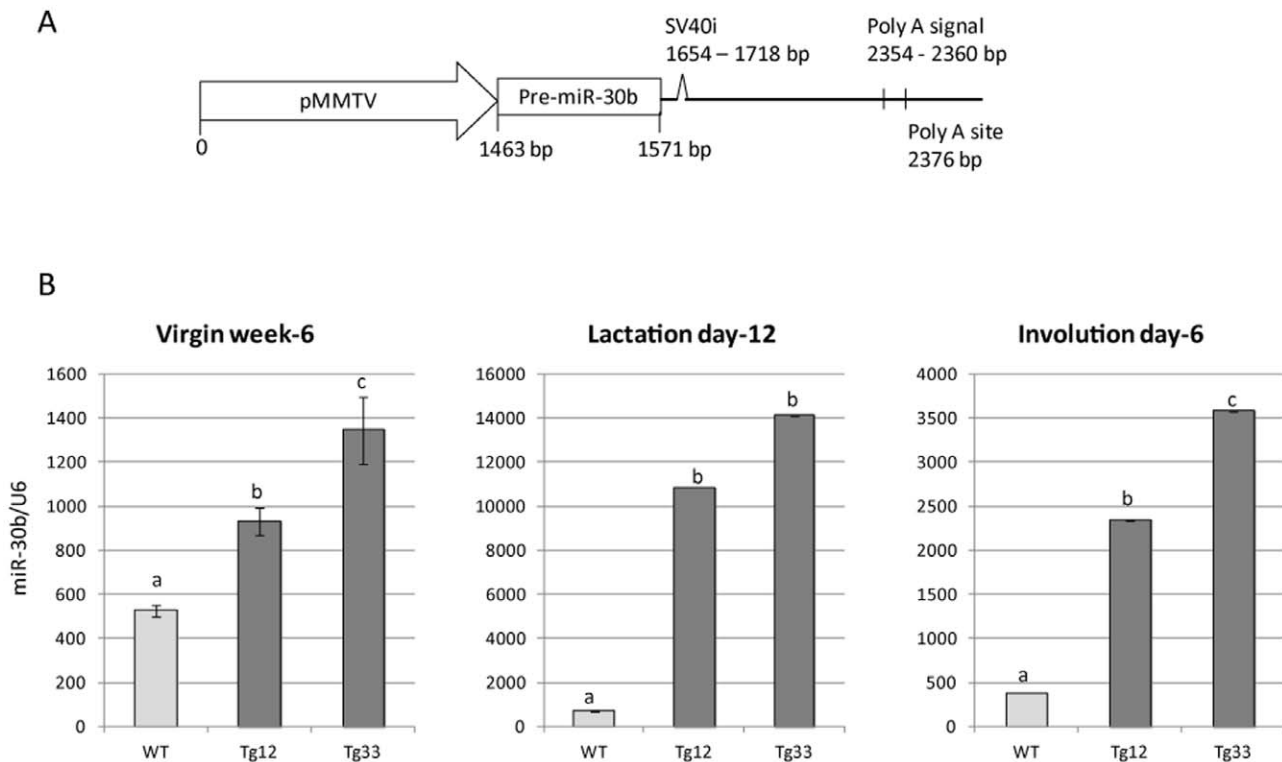 A
SV40i
1654 – 1718 bp
Poly A signal
2354 - 2360 bp
pMMTV
Pre-miR-30b
0
1463 bp
1571 bp
Poly A site
2376 bp
B
Virgin week-6
miR-30b/U6
1600
1400
1200
1000
800
600
400
200
0
a
b
c
WT
Tg12
Tg33
Lactation day-12
16000
14000
12000
10000
8000
6000
4000
2000
0
a
b
b
WT
Tg12
Tg33
Involution day-6
4000
3500
3000
2500
2000
1500
1000
500
0
a
b
c
WT
Tg12
Tg33